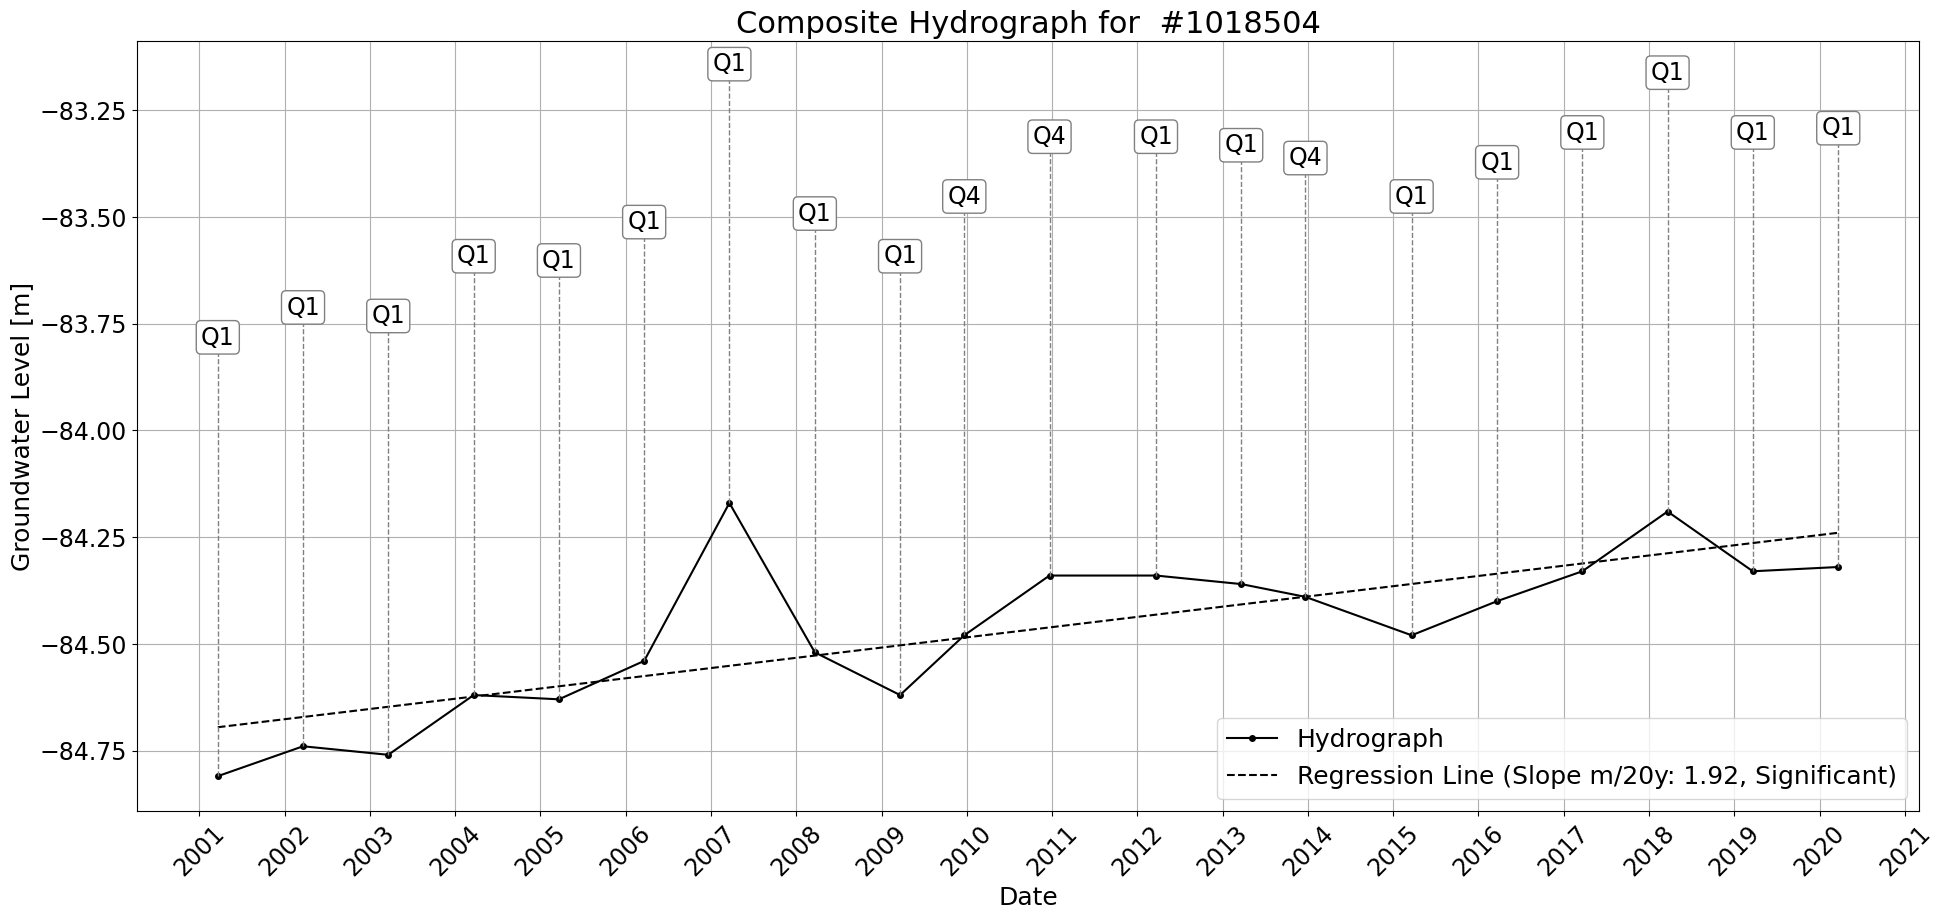 Composite Hydrograph for  #1018504
Groundwater Level [m]
−83.25
−83.50
−83.75
−84.00
−84.25
−84.50
−84.75
Q1
Q1
Q1
Q1
Q1
Q1
Q1
Q1
Q1
Q4
Q4
Q1
Q1
Q4
Q1
Q1
Q1
Q1
Q1
Q1
Hydrograph
Regression Line (Slope m/20y: 1.92, Significant)
2001
2002
2003
2004
2005
2006
2007
2008
2009
2010
2011
2012
2013
2014
2015
2016
2017
2018
2019
2020
2021
Date